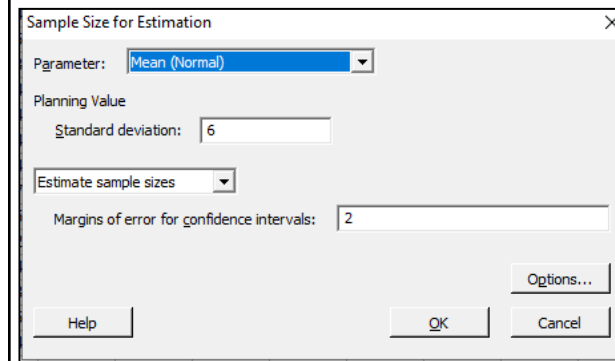 Sample Size for Estimation
Parameter: Mean (Normal)
Planning Value
Standard deviation: 6
Estimate sample sizes
Margins of error for confidence intervals: 2
Options...
Help OK Cancel